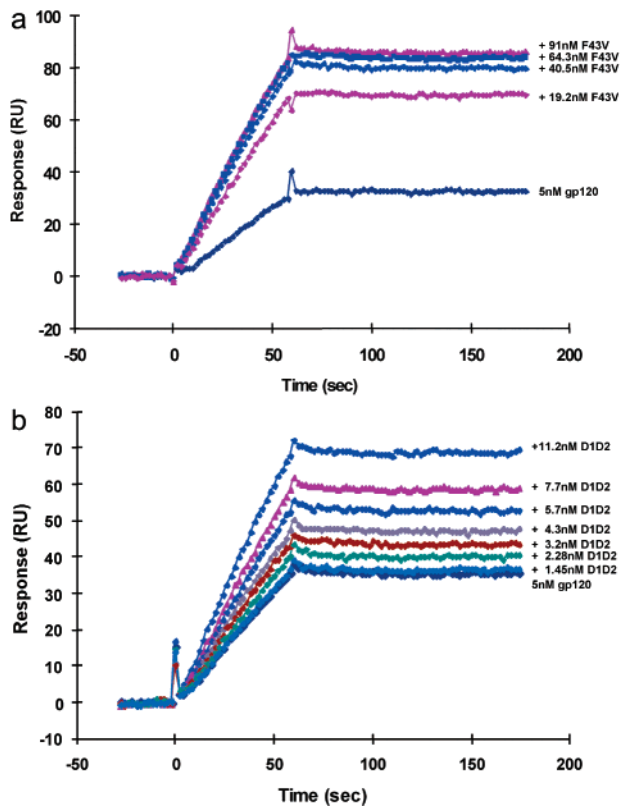 a
100
80
60
40
20
0
-20
-50
0
50
100
150
200
Response (RU)
Time (sec)
+ 91nM F43V
+ 64.3nM F43V
+ 40.5nM F43V
+ 19.2nM F43V
5nM gp120
b
80
70
60
50
40
30
20
10
0
-10
-50
0
50
100
150
200
Response (RU)
Time (sec)
+11.2nM D1D2
+ 7.7nM D1D2
+ 5.7nM D1D2
+ 4.3nM D1D2
+ 3.2nM D1D2
+ 2.28nM D1D2
+ 1.45nM D1D2
5nM gp120